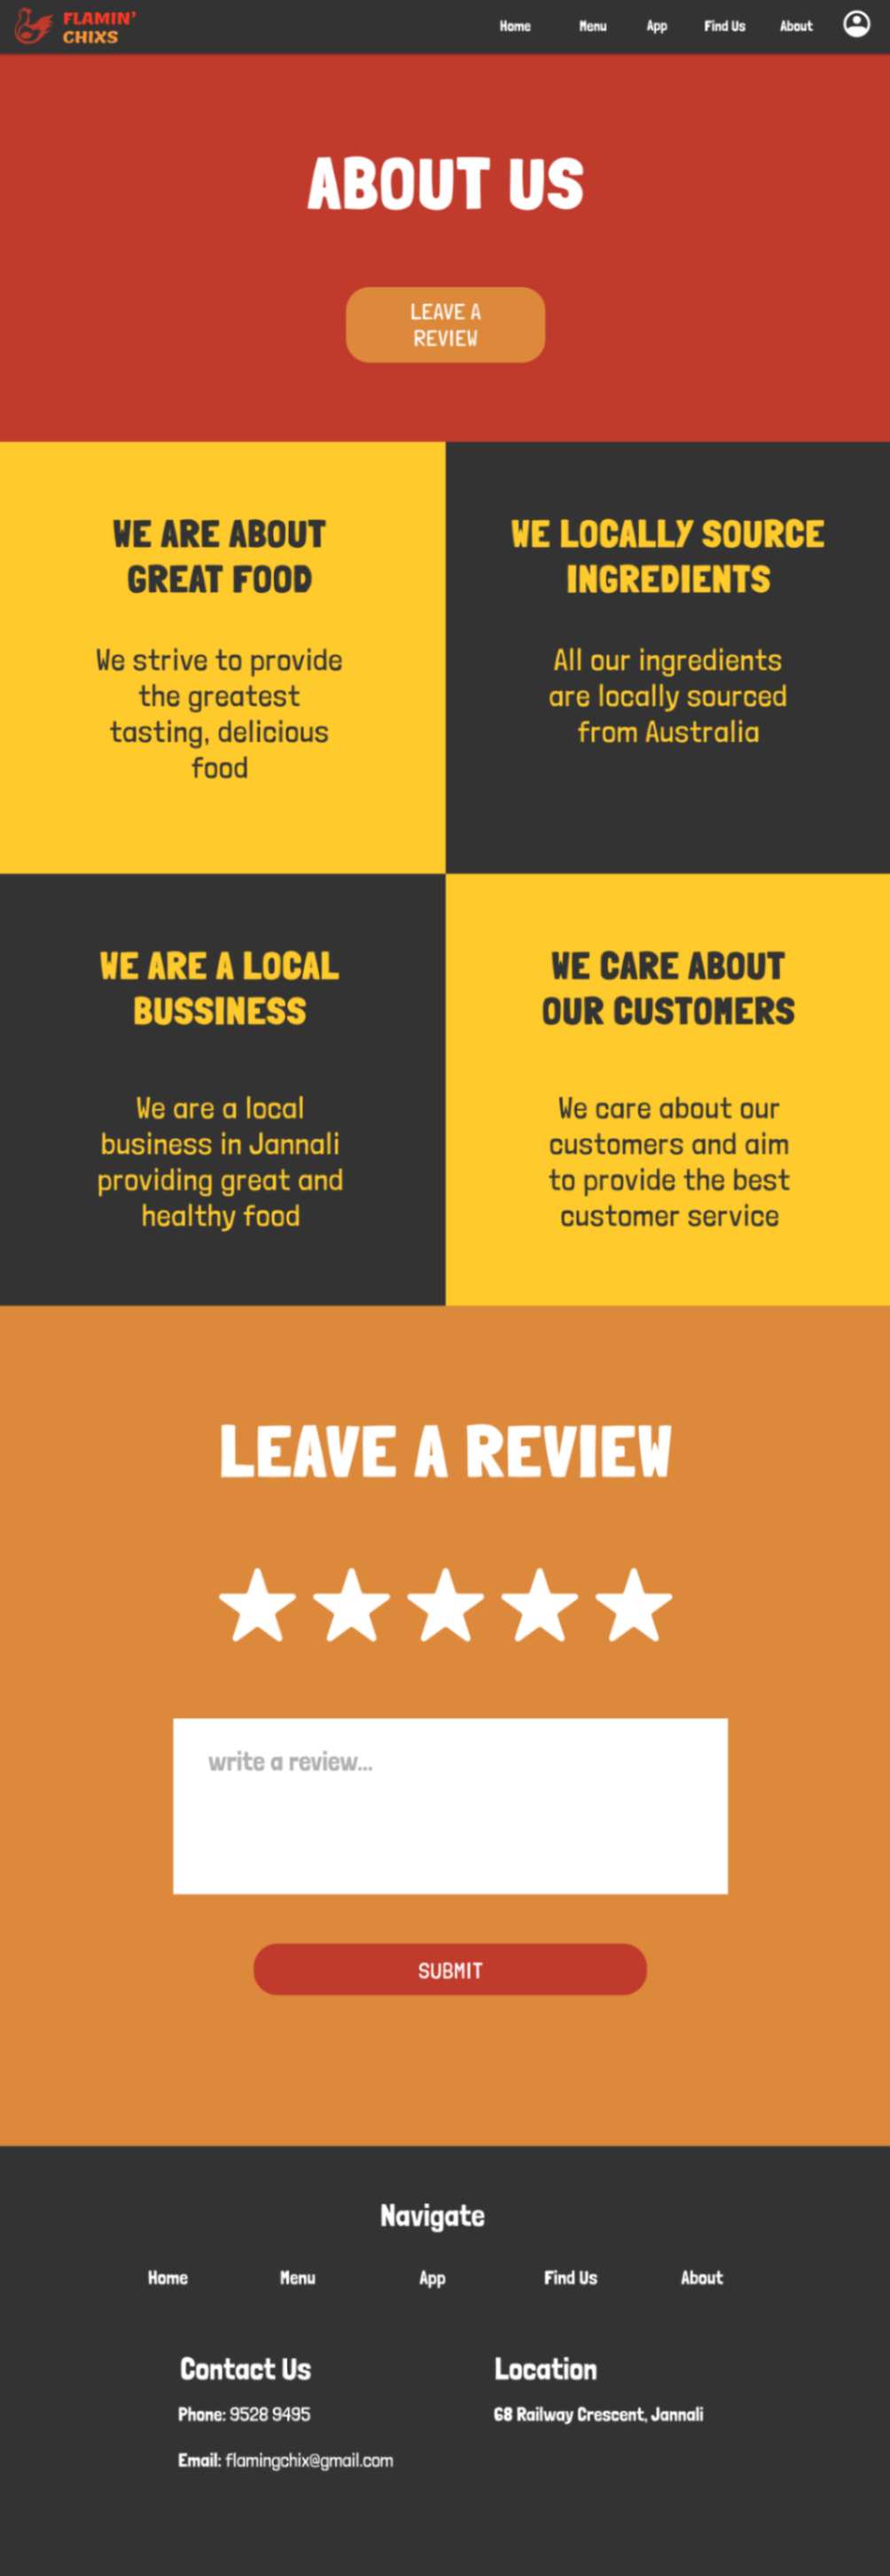 FLAMIN'
CHIXS
Home Menu App Find Us About
ABOUT US
LEAVE A
REVIEW
WE ARE ABOUT
GREAT FOOD
We strive to provide
the greatest
tasting, delicious
food
WE LOCALLY SOURCE
INGREDIENTS
All our ingredients
are locally sourced
from Australia
WE ARE A LOCAL
BUSSINESS
We are a local
business in Jannali
providing great and
healthy food
WE CARE ABOUT
OUR CUSTOMERS
We care about our
customers and aim
to provide the best
customer service
LEAVE A REVIEW
write a review...
SUBMIT
Navigate
Home Menu App Find Us About
Contact Us
Phone: 9528 9495
Email: flamingchix@gmail.com
Location
68 Railway Crescent, Jannali